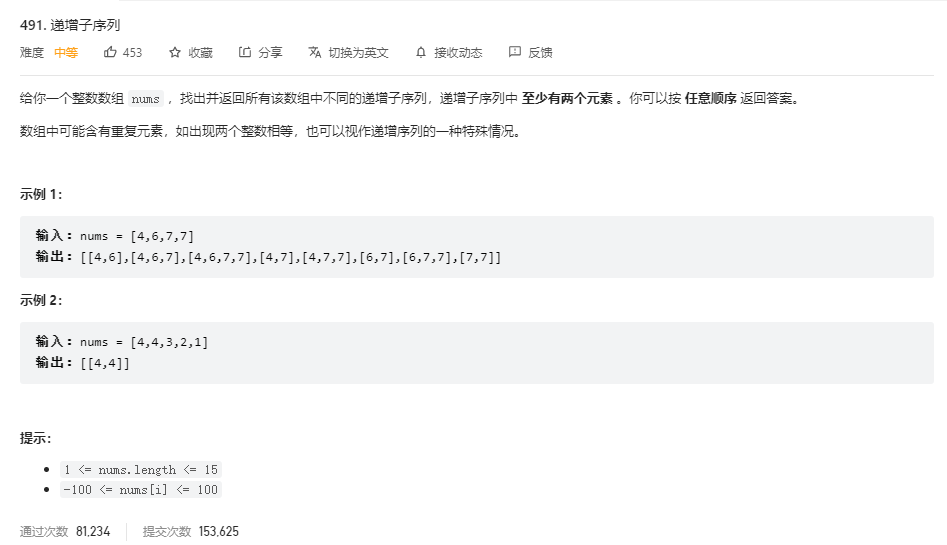 491. 递增子序列
难度 中等 453 收藏 分享 切换为英文 接收动态 反馈
给你一个整数数组 nums ，找出并返回所有该数组中不同的递增子序列，递增子序列中 至少有两个元素 。你可以按 任意顺序 返回答案。
数组中可能含有重复元素，如出现两个整数相等，也可以视作递增序列的一种特殊情况。
示例 1：
输入：nums = [4,6,7,7]
输出：[[4,6],[4,6,7],[4,6,7,7],[4,7],[4,7,7],[6,7],[6,7,7],[7,7]]
示例 2：
输入：nums = [4,4,3,2,1]
输出：[[4,4]]
提示：
1 <= nums.length <= 15
-100 <= nums[i] <= 100
通过次数 81,234 提交次数 153,625